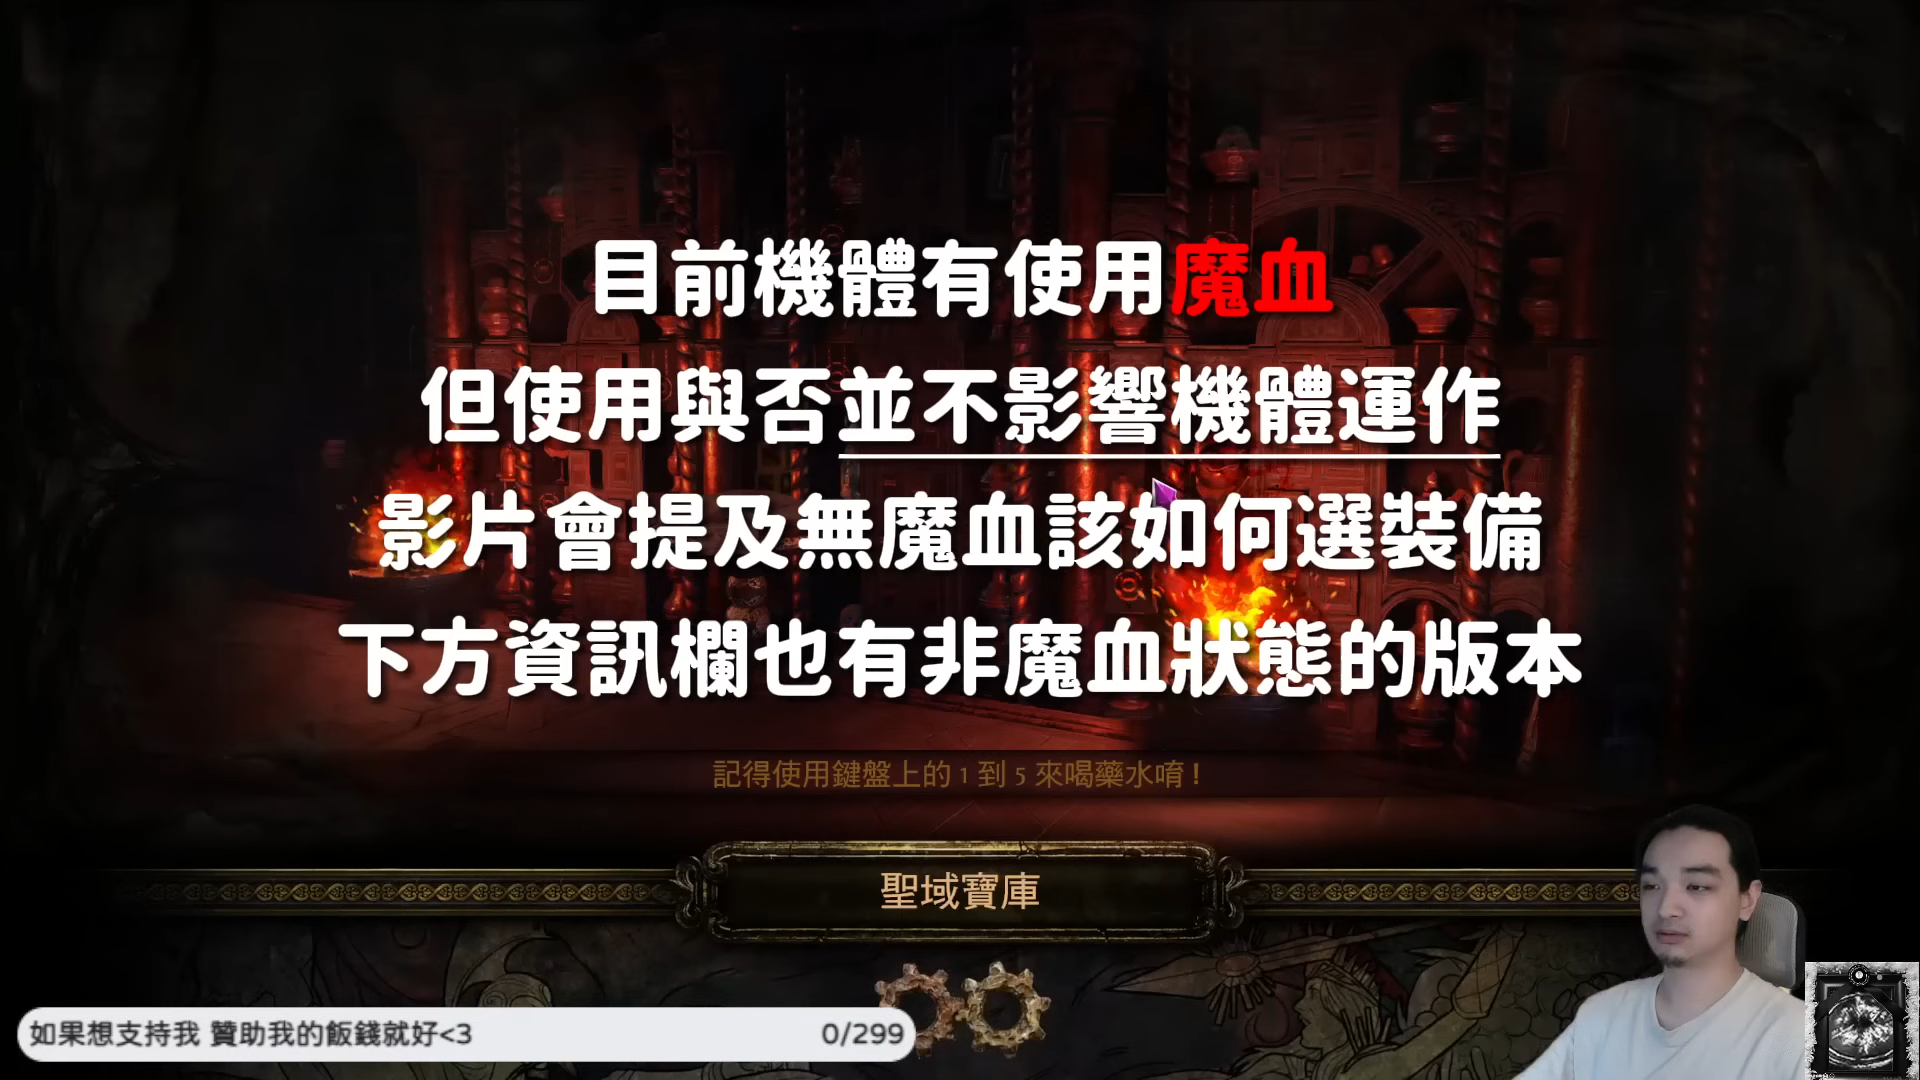 目前機體有使用魔血
但使用與否並不影響機體運作
影片會提及無魔血該如何選裝備
下方資訊欄也有非魔血狀態的版本
記得使用鍵盤上的 1 到 5 來喝藥水唷！
聖域寶庫
如果想支持我 贊助我的飯錢就好<3 0/299